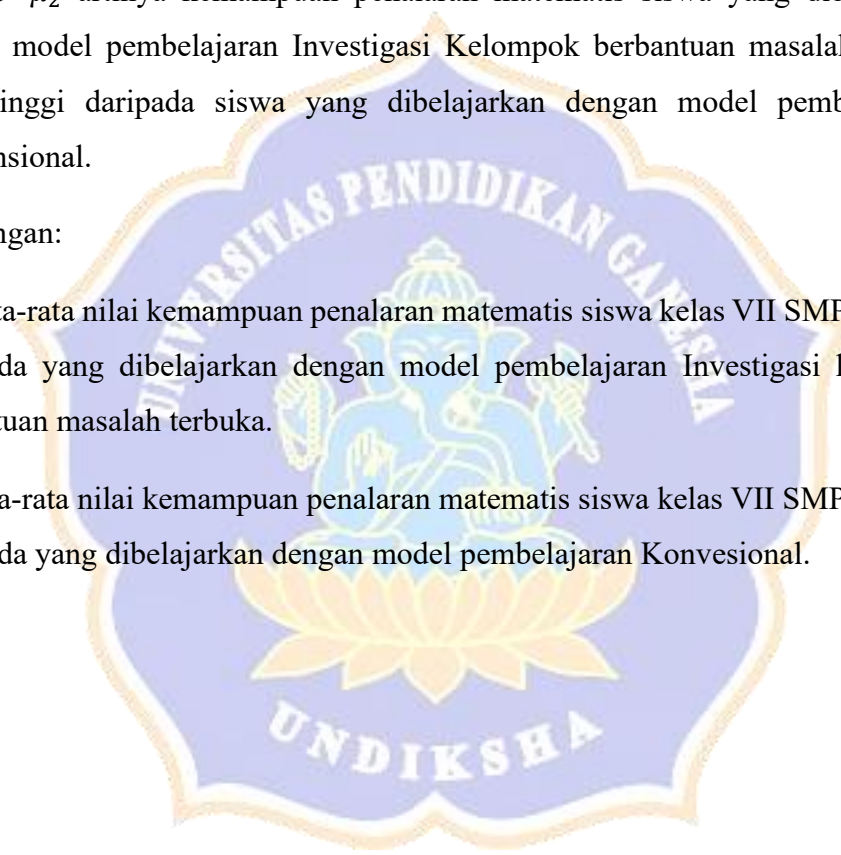 μ₂ artinya kemampuan penalaran matematis siswa yang
model pembelajaran Investigasi Kelompok berbantuan
inggi daripada siswa yang dibelajarkan dengan model pemb
nsional.
ngan:
ta-rata nilai kemampuan penalaran matematis siswa kelas VII SMP
da yang dibelajarkan dengan model pembelajaran Investigasi
tuan masalah terbuka.
a-rata nilai kemampuan penalaran matematis siswa kelas VII SMP
da yang dibelajarkan dengan model pembelajaran Konvesional.
UNIVERSITAS PENDIDIKAN GANESHA
UNDIKSHA